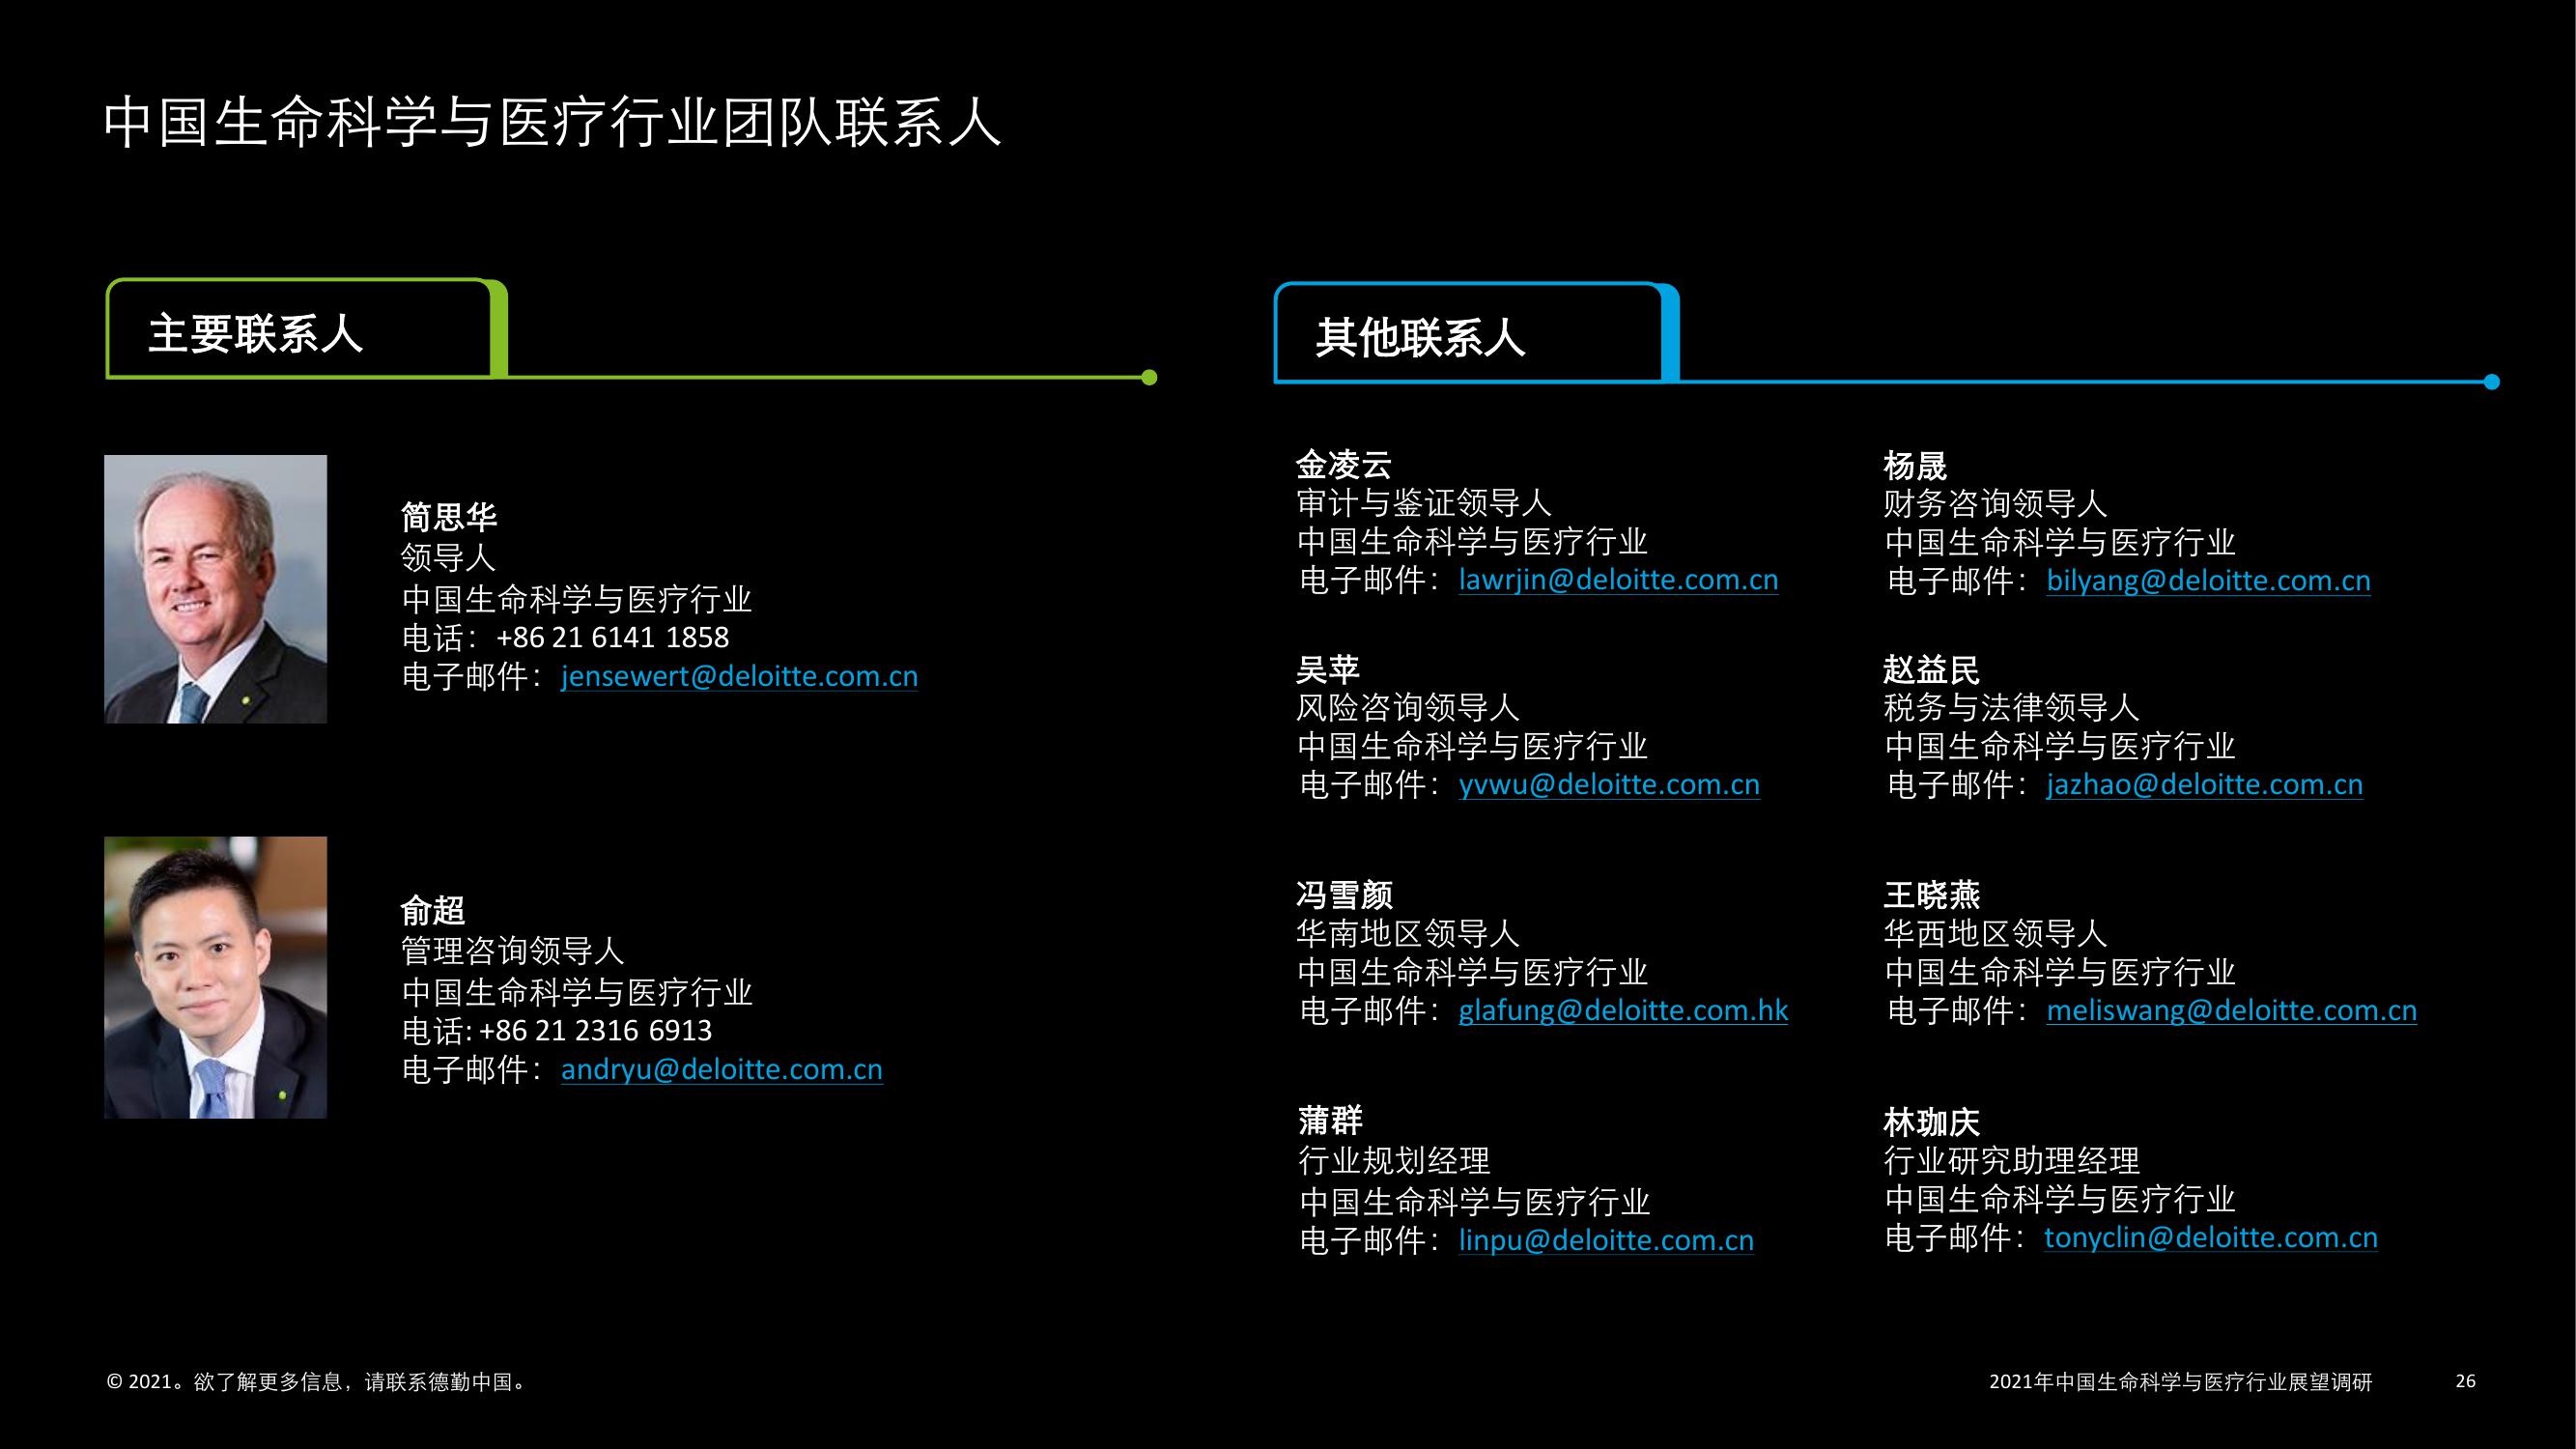 中国生命科学与医疗行业团队联系人
主要联系人
简思华
领导人
中国生命科学与医疗行业
电话：+86 21 6141 1858
电子邮件：jensewert@deloitte.com.cn
俞超
管理咨询领导人
中国生命科学与医疗行业
电话: +86 21 2316 6913
电子邮件：andryu@deloitte.com.cn
其他联系人
金凌云
审计与鉴证领导人
中国生命科学与医疗行业
电子邮件：lawrjin@deloitte.com.cn
杨晟
财务咨询领导人
中国生命科学与医疗行业
电子邮件：bilyang@deloitte.com.cn
吴苹
风险咨询领导人
中国生命科学与医疗行业
电子邮件：yvwu@deloitte.com.cn
赵益民
税务与法律领导人
中国生命科学与医疗行业
电子邮件：jazhao@deloitte.com.cn
冯雪颜
华南地区领导人
中国生命科学与医疗行业
电子邮件：glafung@deloitte.com.hk
王晓燕
华西地区领导人
中国生命科学与医疗行业
电子邮件：meliswang@deloitte.com.cn
蒲群
行业规划经理
中国生命科学与医疗行业
电子邮件：linpu@deloitte.com.cn
林珈庆
行业研究助理经理
中国生命科学与医疗行业
电子邮件：tonyclin@deloitte.com.cn
© 2021。欲了解更多信息，请联系德勤中国。
2021年中国生命科学与医疗行业展望调研
26